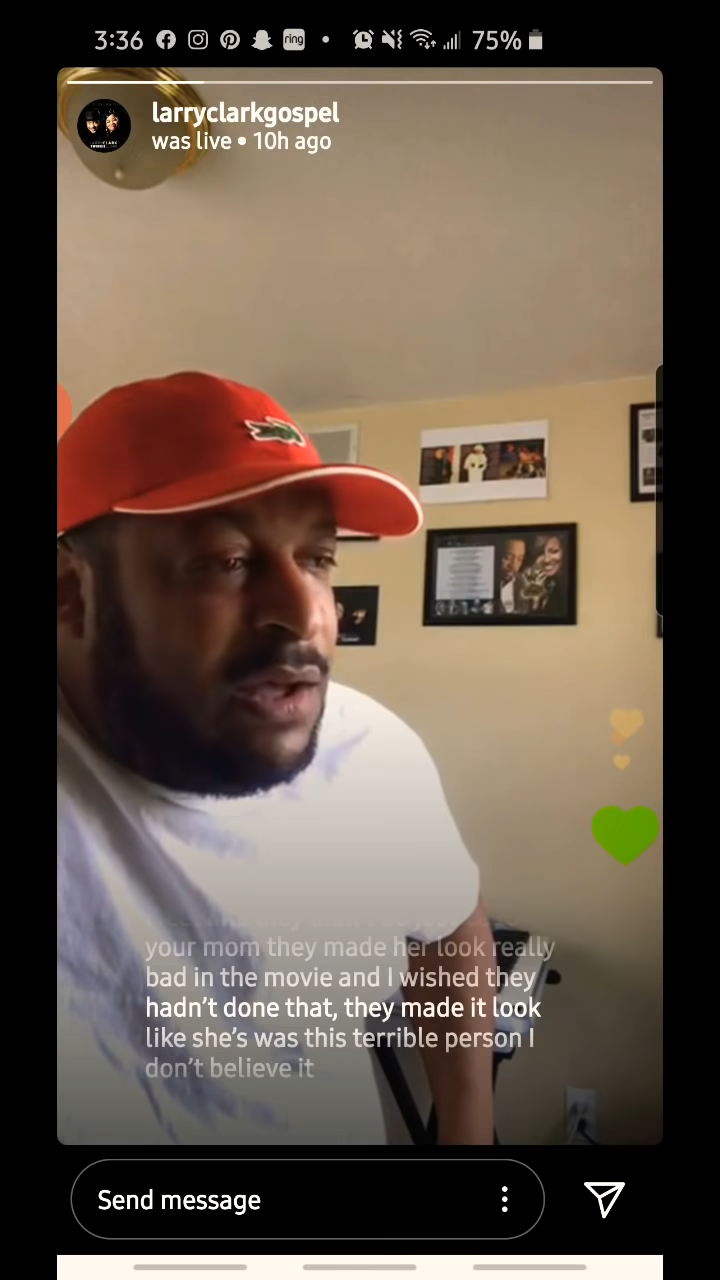 3:36 ring 75%
larryclarkgospel
was live • 10h ago
your mom they made her look really
bad in the movie and I wished they
hadn't done that, they made it look
like she's was this terrible person I
don't believe it
Send message